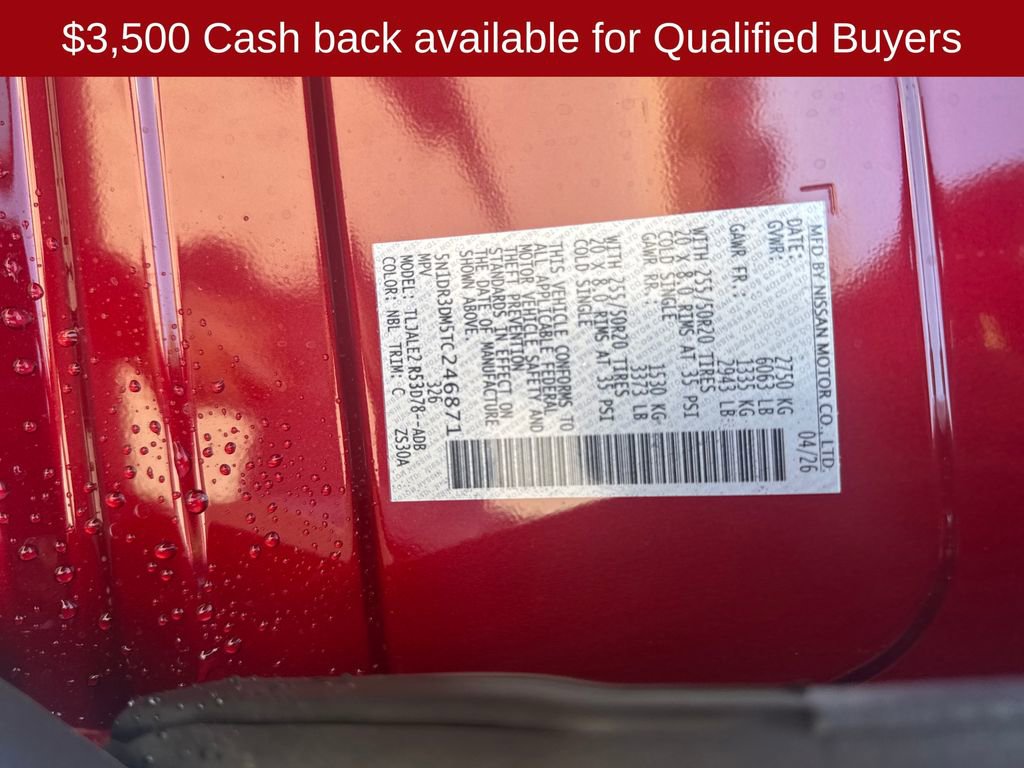 $3,500 Cash back available for Qualified Buyers
MFD BY NISSAN MOTOR CO., LTD.
DATE: 04/26
GVWR: 2750 KG
6063 LB
GAWR FR.: 1335 KG
2943 LB
WITH 255/50R20 TIRES
20 X 8.0 RIMS AT 35 PSI
COLD SINGLE
GAWR RR.: 1530 KG
3373 LB
WITH 255/50R20 TIRES
20 X 8.0 RIMS AT 35 PSI
COLD SINGLE
THIS VEHICLE CONFORMS TO
ALL APPLICABLE FEDERAL
MOTOR VEHICLE SAFETY AND
THEFT PREVENTION
STANDARDS IN EFFECT ON
THE DATE OF MANUFACTURE
SHOWN ABOVE.
5N1DR3DM5TC246871
MPV 326
MODEL: TLJALE2 R53D78--ADB
COLOR: NBL TRIM: C ZS30A